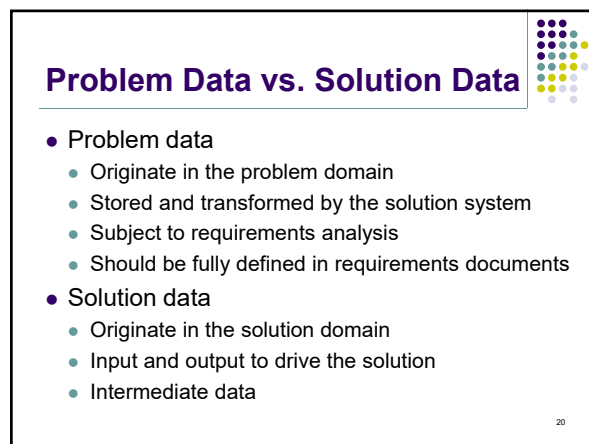 Problem Data vs. Solution Data
Problem data
Originate in the problem domain
Stored and transformed by the solution system
Subject to requirements analysis
Should be fully defined in requirements documents
Solution data
Originate in the solution domain
Input and output to drive the solution
Intermediate data
20